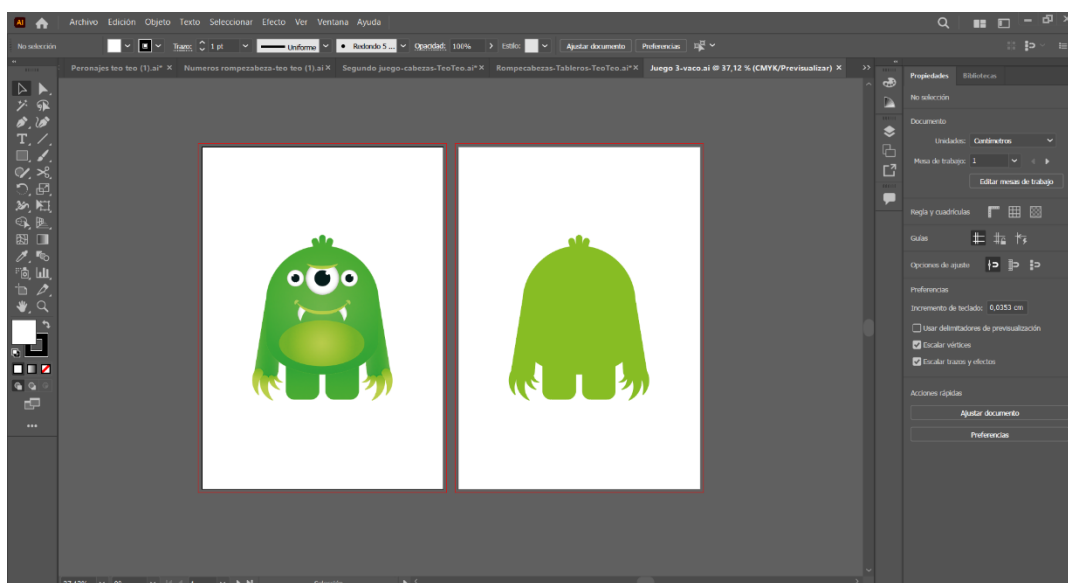 Ai Archivo Edición Objeto Texto Seleccionar Efecto Ver Ventana Ayuda
No selección Trazo: 1 pt Uniforme Redondo 5 ... Opacidad: 100% Estilo: Ajustar documento Preferencias
Peronajes teo teo (1).ai* × Numeros rompezabeza-teo teo (1).ai × Segundo juego-cabezas-TeoTeo.ai* × Rompecabezas-Tableros-TeoTeo.ai* × Juego 3-vaco.ai @ 37,12 % (CMYK/Previsualizar) ×
Propiedades Bibliotecas
No selección
Documento
Unidades: Centímetros
Mesa de trabajo: 1
Editar mesas de trabajo
Regla y cuadrículas
Guías
Opciones de ajuste
Preferencias
Incremento de teclado: 0,0353 cm
Usar delimitadores de previsualización
Escalar vértices
Escalar trazos y efectos
Acciones rápidas
Ajustar documento
Preferencias